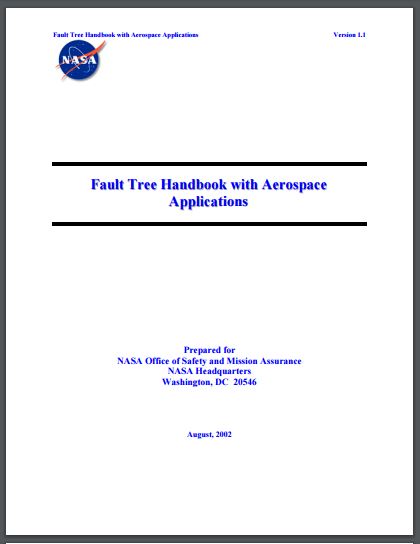 Fault Tree Handbook with Aerospace Applications Version 1.1
NASA
Fault Tree Handbook with Aerospace
Applications
Prepared for
NASA Office of Safety and Mission Assurance
NASA Headquarters
Washington, DC 20546
August, 2002